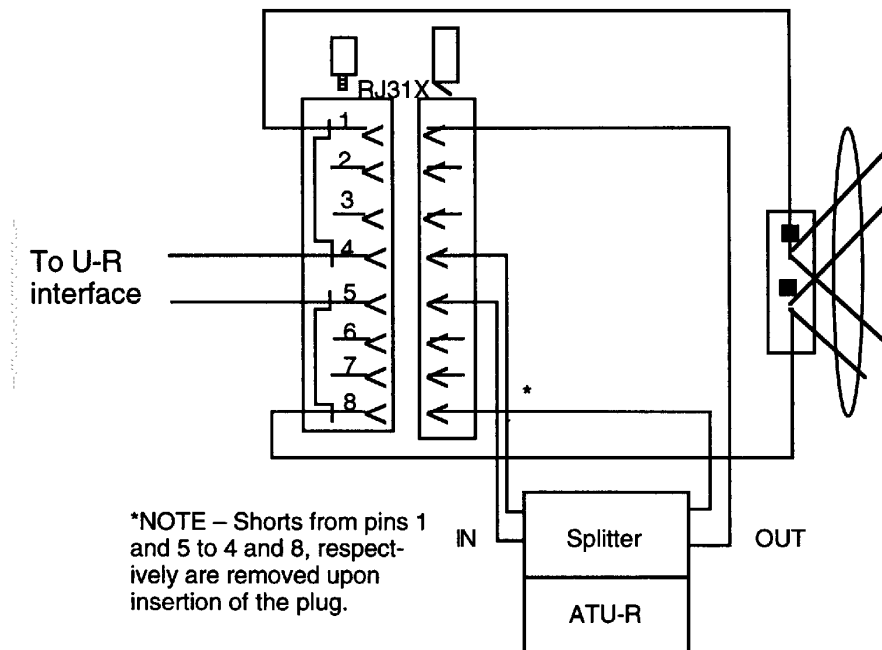 RJ31X
1
2
3
4
5
6
7
8
To U-R
interface
*
*NOTE – Shorts from pins 1
and 5 to 4 and 8, respect-
ively are removed upon
insertion of the plug.
IN
Splitter
OUT
ATU-R